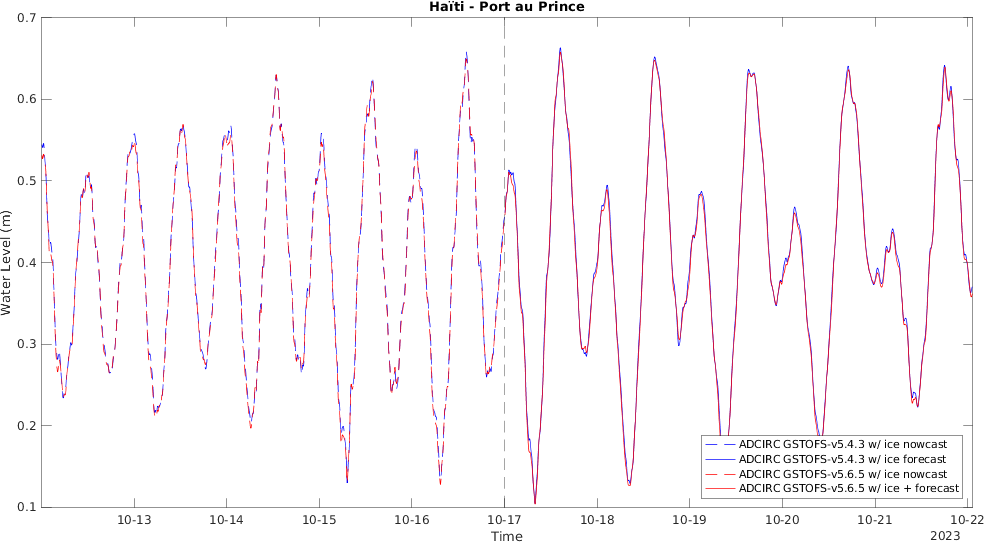 Haïti - Port au Prince
Water Level (m)
0.7
0.6
0.5
0.4
0.3
0.2
0.1
10-13
10-14
10-15
10-16
10-17
10-18
10-19
10-20
10-21
10-22
Time
2023
ADCIRC GSTOFS-v5.4.3 w/ ice nowcast
ADCIRC GSTOFS-v5.4.3 w/ ice forecast
ADCIRC GSTOFS-v5.6.5 w/ ice nowcast
ADCIRC GSTOFS-v5.6.5 w/ ice + forecast